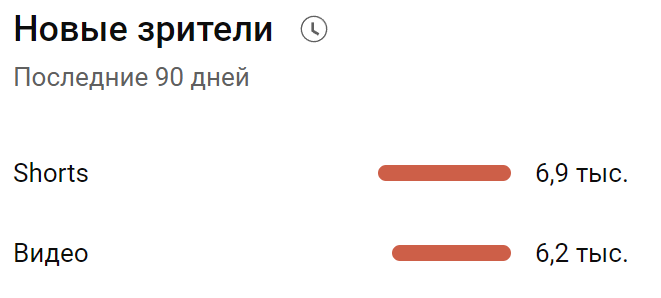 Новые зрители
Последние 90 дней
Shorts 6,9 тыс.
Видео 6,2 тыс.